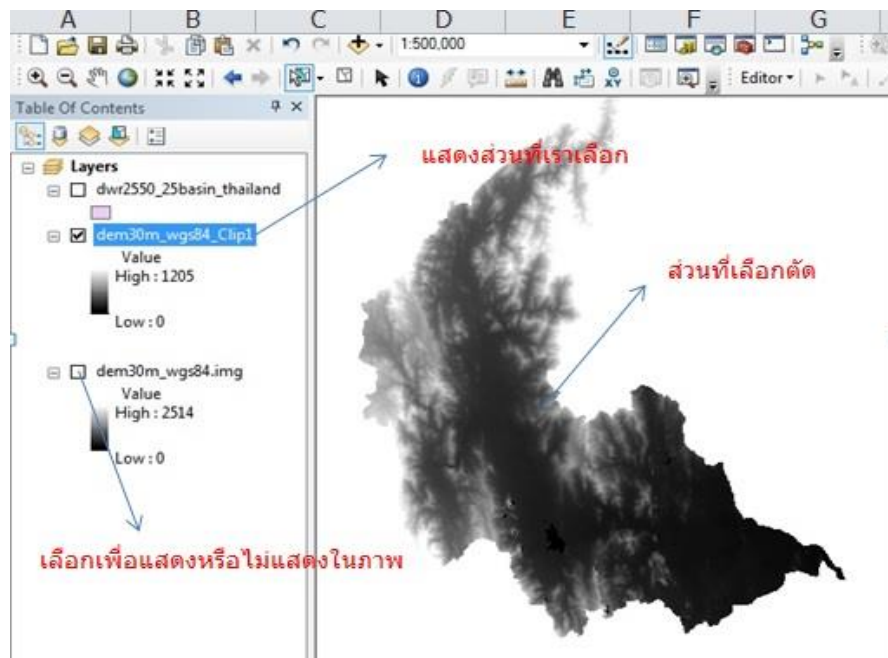 A B C D E F G
1:500,000
Editor
Table Of Contents
Layers
dwr2550_25basin_thailand
dem30m_wgs84_Clip1
Value
High : 1205
Low : 0
dem30m_wgs84.img
Value
High : 2514
Low : 0
แสดงส่วนที่เราเลือก
ส่วนที่เลือกตัด
เลือกเพื่อแสดงหรือไม่แสดงในภาพ